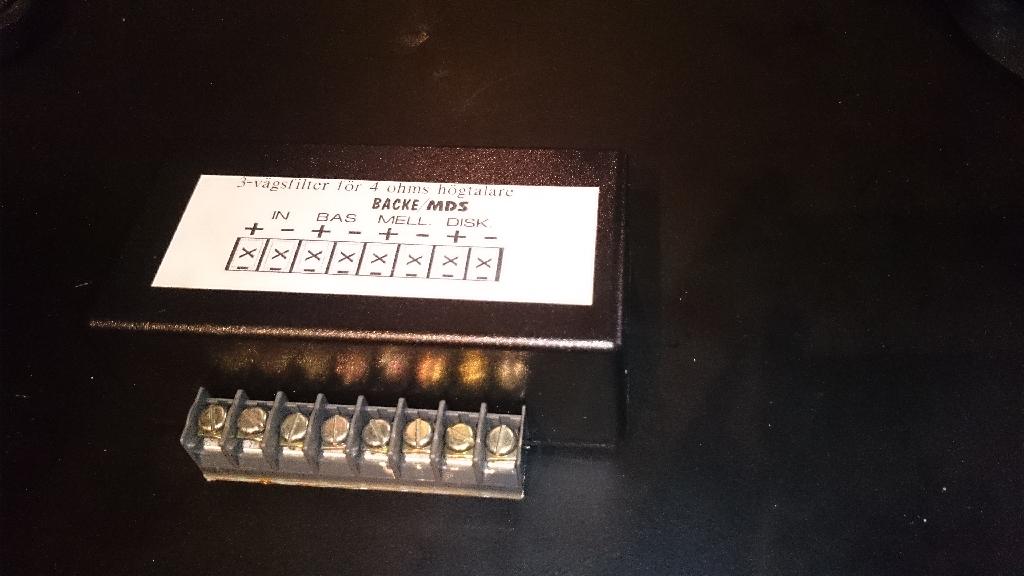 3-vägsfilter för 4 ohms högtalare
BACKE/MDS
IN BAS MELL. DISK.
+ - + - + - + -
X X X X X X X X